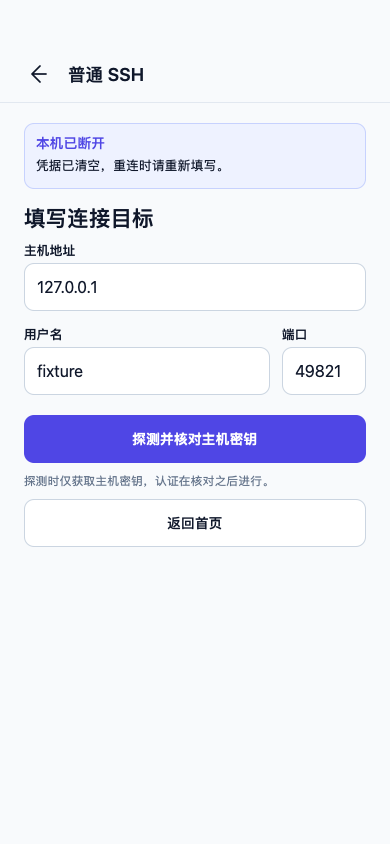 普通 SSH
本机已断开
凭据已清空，重连时请重新填写。
填写连接目标
主机地址
127.0.0.1
用户名
端口
fixture
49821
探测并核对主机密钥
探测时仅获取主机密钥，认证在核对之后进行。
返回首页